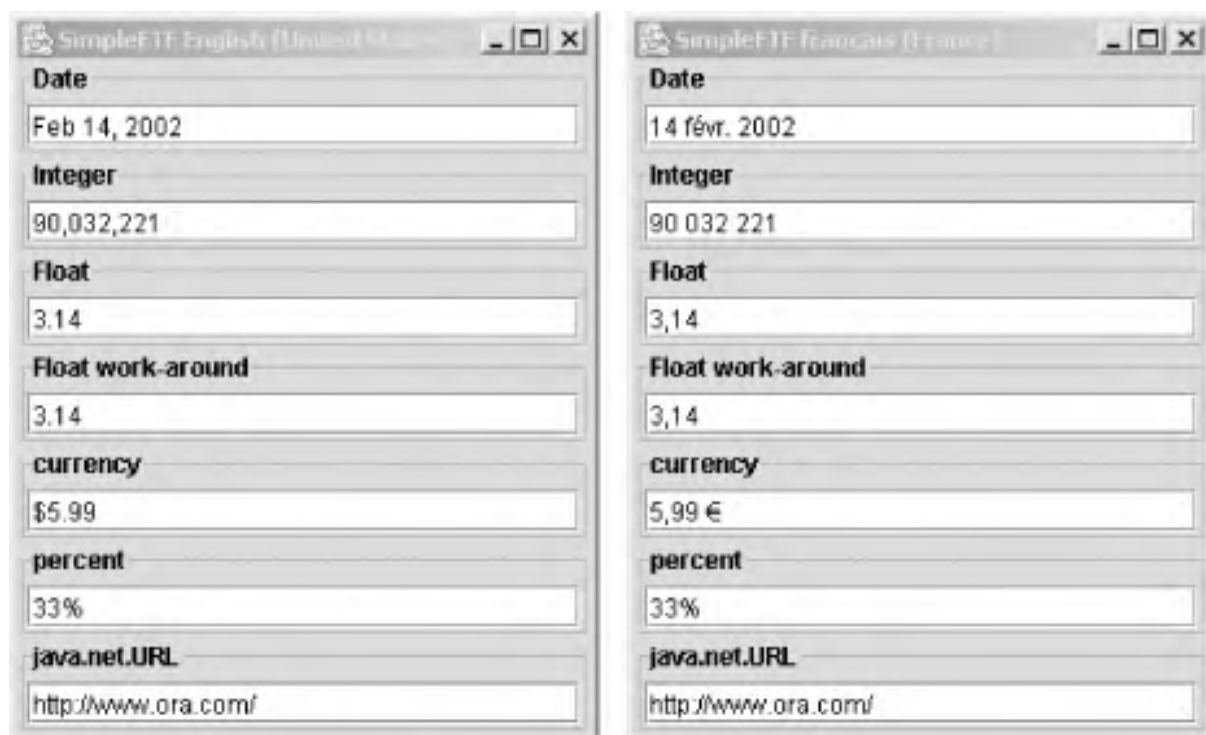 SimpleFTF English (United
Date
Feb 14, 2002
Integer
90,032,221
Float
3.14
Float work-around
3.14
currency
$5.99
percent
33%
java.net.URL
http://www.ora.com/
SimpleFTF francais (France)
Date
14 févr. 2002
Integer
90 032 221
Float
3,14
Float work-around
3,14
currency
5,99 €
percent
33%
java.net.URL
http://www.ora.com/